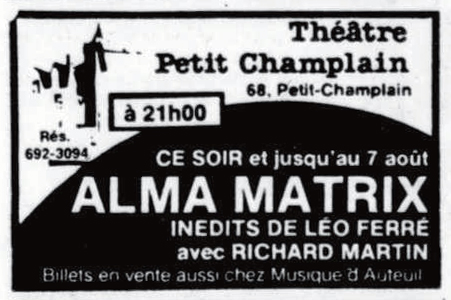 Théâtre
Petit Champlain
68, Petit-Champlain
à 21h00
Rés.
692-3094
CE SOIR et jusqu'au 7 août
ALMA MATRIX
INEDITS DE LÉO FERRÉ
avec RICHARD MARTIN
Billets en vente aussi chez Musique d'Auteuil